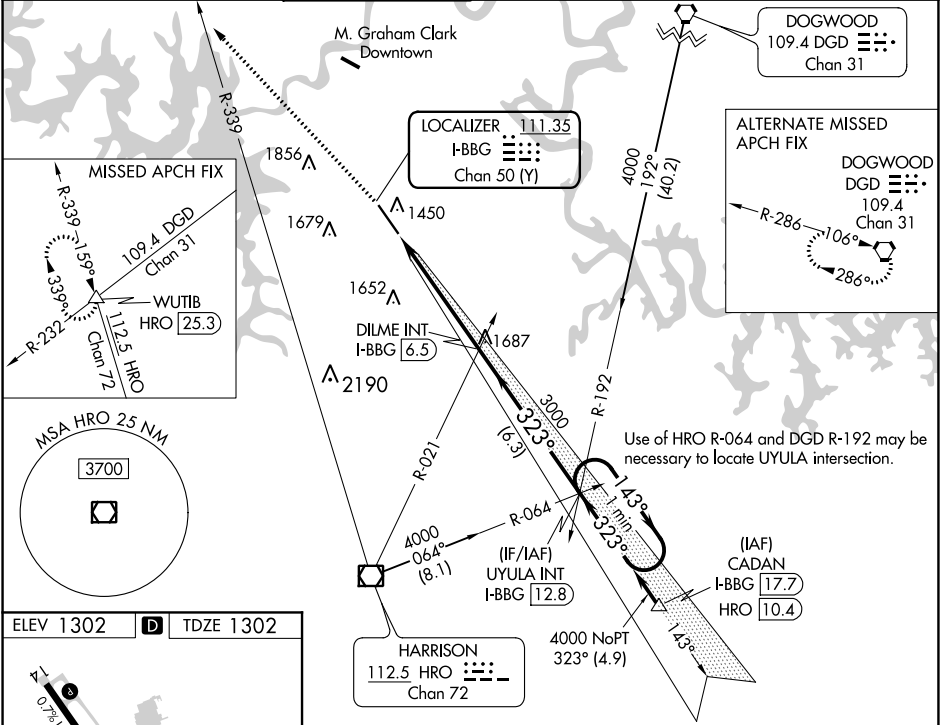 M. Graham Clark
Downtown
DOGWOOD
109.4 DGD
Chan 31
R-339
LOCALIZER 111.35
I-BBG
Chan 50 (Y)
4000
192°
(40.2)
ALTERNATE MISSED
APCH FIX
DOGWOOD
DGD
109.4
Chan 31
R-286
106°
286°
MISSED APCH FIX
R-339
159°
339°
109.4 DGD
Chan 31
WUTIB
HRO 25.3
R-232
112.5 HRO
Chan 72
1856
1450
1679
1652
DILME INT
I-BBG 6.5
1687
2190
3000
323°
(6.3)
R-192
R-021
MSA HRO 25 NM
3700
Use of HRO R-064 and DGD R-192 may be
necessary to locate UYULA intersection.
143°
1 min
323°
R-064
4000
064°
(8.1)
(IF/IAF)
UYULA INT
I-BBG 12.8
(IAF)
CADAN
I-BBG 17.7
HRO 10.4
4000 NoPT
323° (4.9)
143°
HARRISON
112.5 HRO
Chan 72
ELEV 1302
D
TDZE 1302
P
0.7%